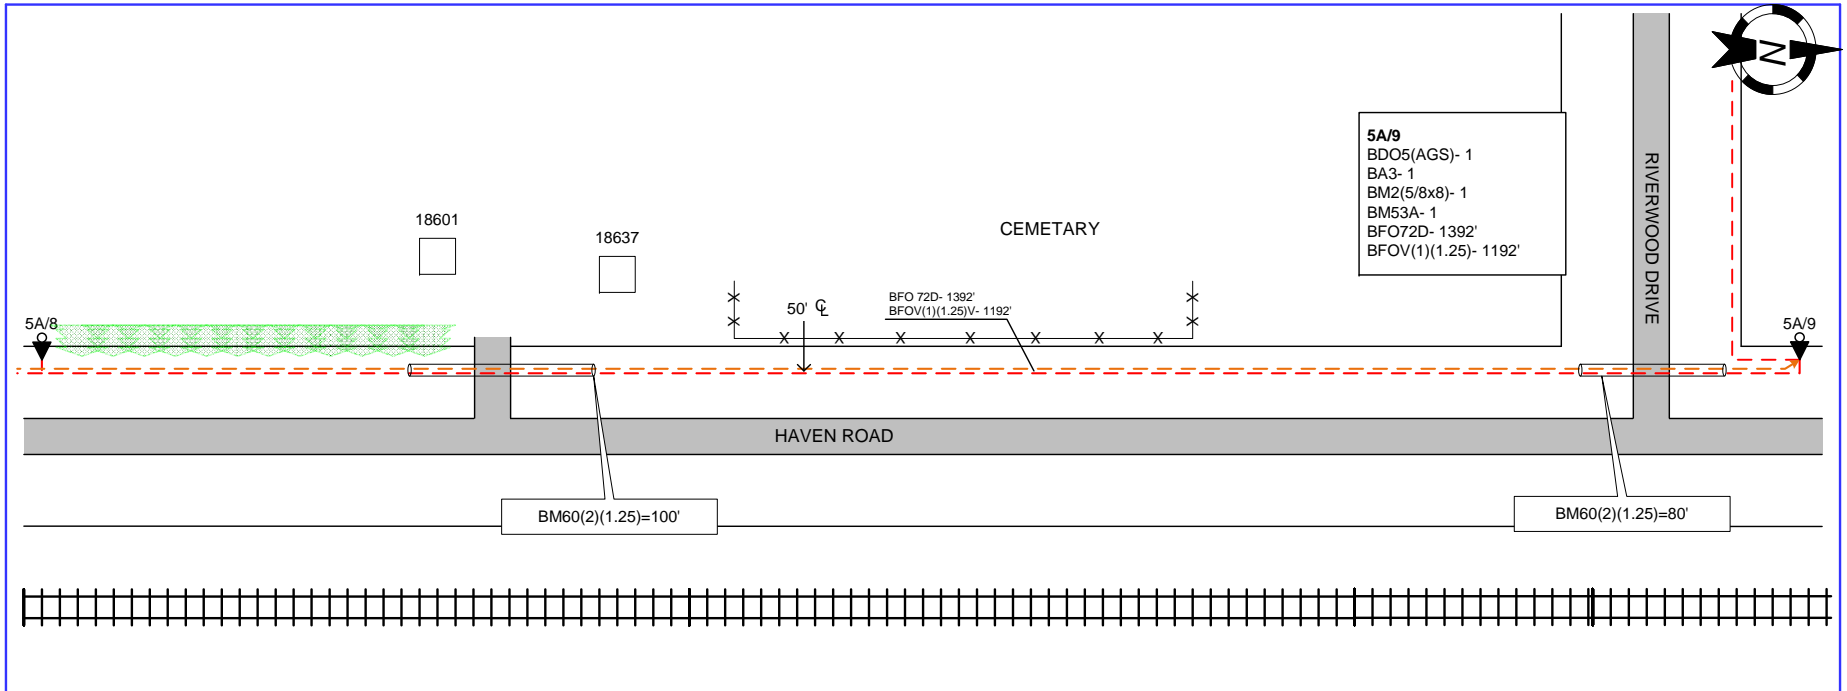 N
5A/9
BDO5(AGS)- 1
BA3- 1
BM2(5/8x8)- 1
BM53A- 1
BFO72D- 1392'
BFOV(1)(1.25)- 1192'
RIVERWOOD DRIVE
18601
18637
CEMETARY
5A/8
50' ℄
BFO 72D- 1392'
BFOV(1)(1.25)V- 1192'
5A/9
HAVEN ROAD
BM60(2)(1.25)=100'
BM60(2)(1.25)=80'